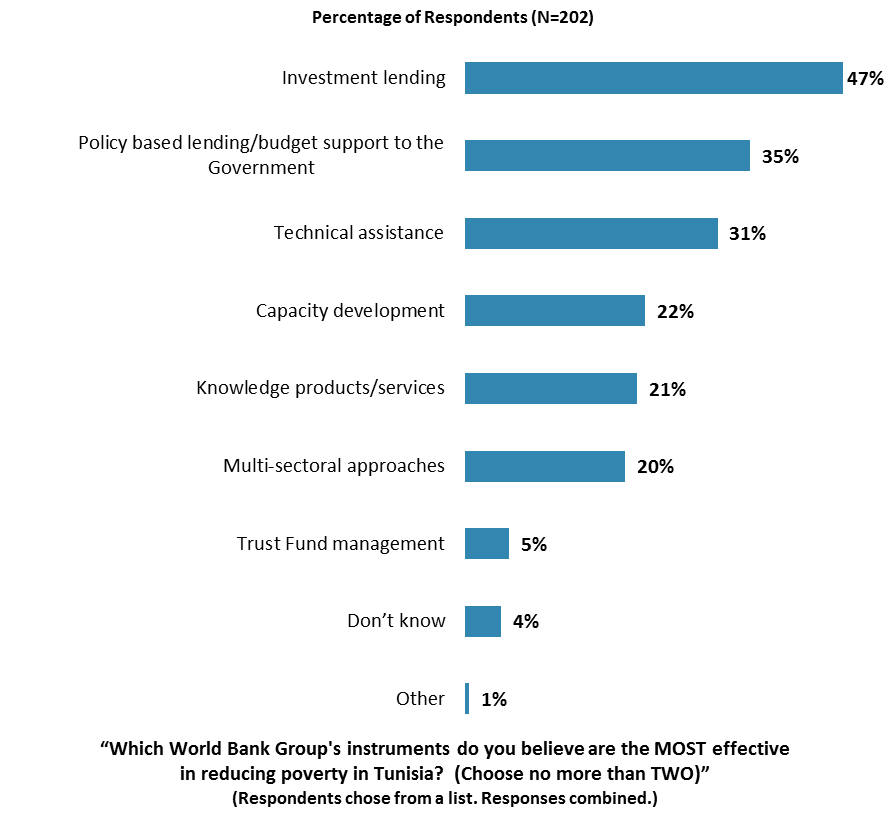 Percentage of Respondents (N=202)
Investment lending 47%
Policy based lending/budget support to the
Government 35%
Technical assistance 31%
Capacity development 22%
Knowledge products/services 21%
Multi-sectoral approaches 20%
Trust Fund management 5%
Don’t know 4%
Other 1%
“Which World Bank Group's instruments do you believe are the MOST effective
in reducing poverty in Tunisia? (Choose no more than TWO)”
(Respondents chose from a list. Responses combined.)